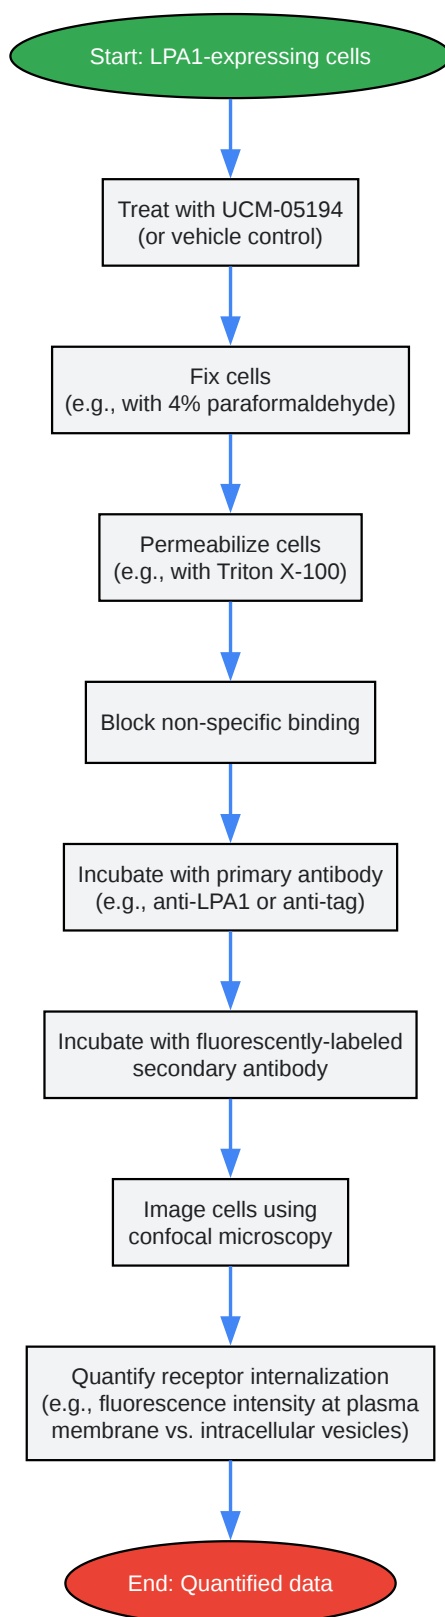 Start: LPA1-expressing cells
Treat with UCM-05194
(or vehicle control)
Fix cells
(e.g., with 4% paraformaldehyde)
Permeabilize cells
(e.g., with Triton X-100)
Block non-specific binding
Incubate with primary antibody
(e.g., anti-LPA1 or anti-tag)
Incubate with fluorescently-labeled
secondary antibody
Image cells using
confocal microscopy
Quantify receptor internalization
(e.g., fluorescence intensity at plasma
membrane vs. intracellular vesicles)
End: Quantified data